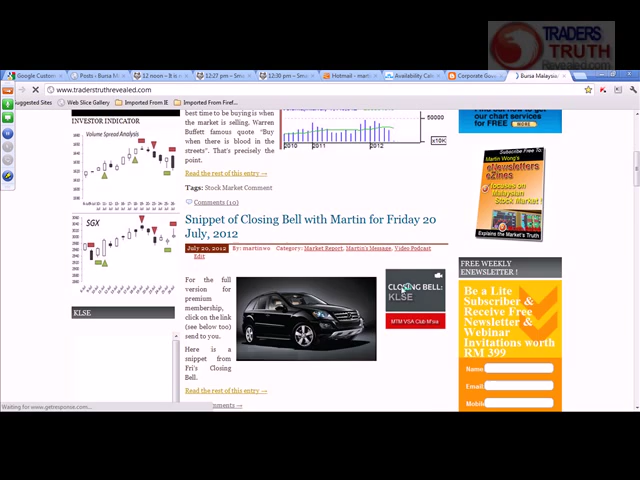 TRADERS
TRUTH
Revealed.com
Google Custom
Posts ‹ Bursa M
12 noon – It is
12:27 pm – Sm
12:30 pm – Sm
Hotmail - mart
Availability Cal
Corporate Go
Bursa Malaysia
www.traderstruthrevealed.com
Suggested Sites
Web Slice Gallery
Imported From IE
Imported From Firef...
INVESTOR INDICATOR
Volume Spread Analysis
SGX
KLSE
best time to be buying is when
the market is selling. Warren
Buffett famous quote "Buy
when there is blood in the
streets". That's precisely the
point.
50000
2010
2011
2012
x10K
Read the rest of this entry →
Tags: Stock Market Comment
Comments (10)
Snippet of Closing Bell with Martin for Friday 20
July, 2012
July 20, 2012
By: martinwo
Category: Market Report, Martin's Message, Video Podcast
Edit
For the full
version for
premium
membership,
click on the
link (see
below too)
send to you.
Here is a
snippet from
Fri's Closing
Bell.
CLOSING BELL:
KLSE
MTM VSA Club M'ms
Read the rest of this entry →
chart services
for FREE
MORE
Subscribe Free To:
Martin Wong's
eNewsletters
eZines
focuses on
Malaysian
Stock Market !
Explains the Market's Truth
FREE WEEKLY
ENEWSLETTER !
Be a Lite
Subscriber &
Receive Free
Newsletter &
Webinar
Invitations worth
RM 399
Name
Email
Mobile
Waiting for www.getresponse.com...